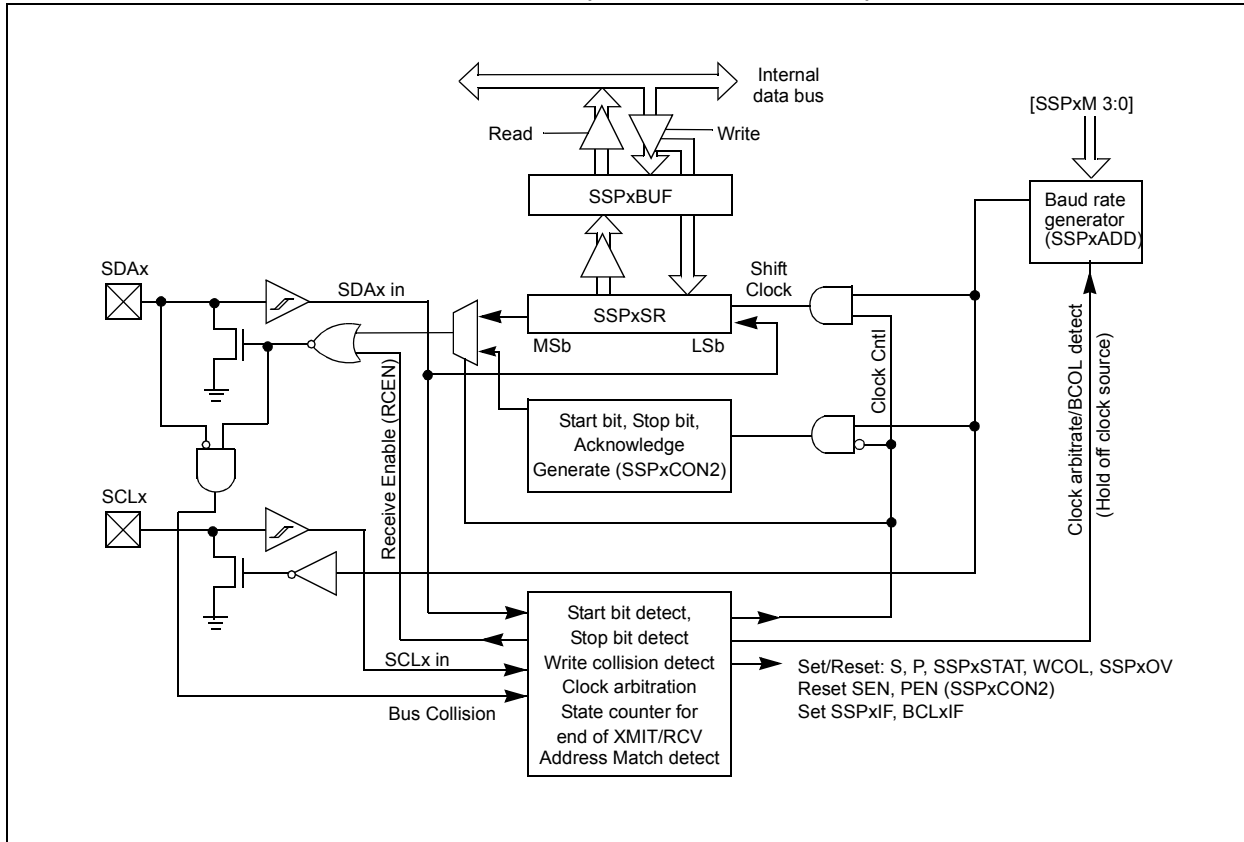 Internal
data bus
[SSPxM 3:0]
Read
Write
SSPxBUF
Baud rate
generator
(SSPxADD)
SDAx
SDAx in
Shift
Clock
SSPxSR
MSb
LSb
Receive Enable (RCEN)
Clock Cntl
Clock arbitrate/BCOL detect
(Hold off clock source)
Start bit, Stop bit,
Acknowledge
Generate (SSPxCON2)
SCLx
SCLx in
Bus Collision
Start bit detect,
Stop bit detect
Write collision detect
Clock arbitration
State counter for
end of XMIT/RCV
Address Match detect
Set/Reset: S, P, SSPxSTAT, WCOL, SSPxOV
Reset SEN, PEN (SSPxCON2)
Set SSPxIF, BCLxIF